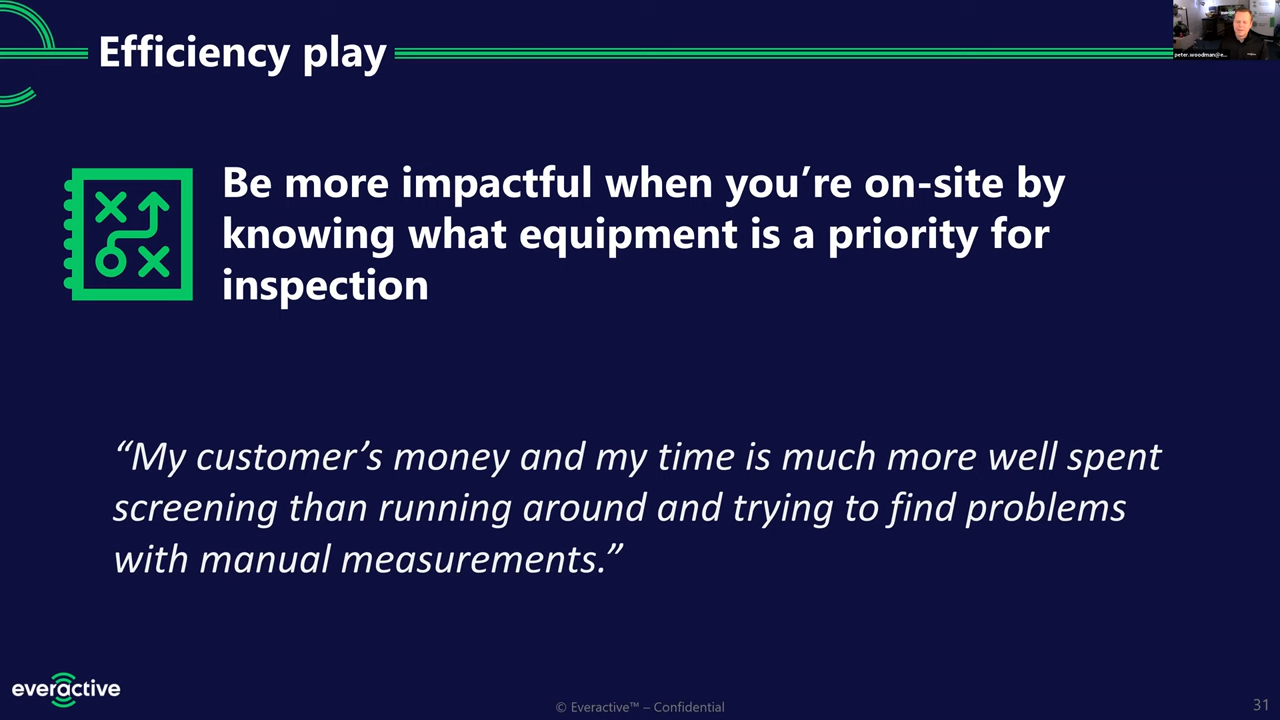 Efficiency play
peter.woodman@e...
Be more impactful when you’re on-site by
knowing what equipment is a priority for
inspection
“My customer’s money and my time is much more well spent
screening than running around and trying to find problems
with manual measurements.”
everactive
© Everactive™ – Confidential
31